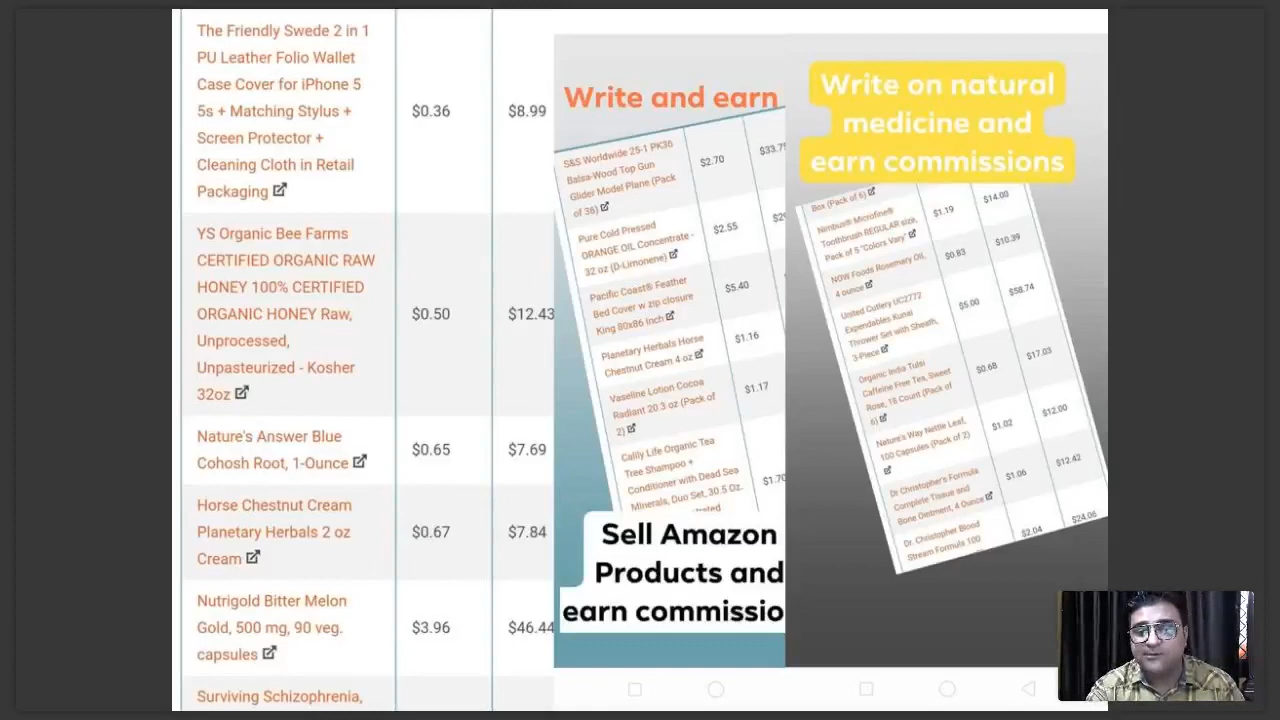 The Friendly Swede 2 in 1
PU Leather Folio Wallet
Case Cover for iPhone 5
5s + Matching Stylus +
Screen Protector +
Cleaning Cloth in Retail
Packaging
$0.36
$8.99
YS Organic Bee Farms
CERTIFIED ORGANIC RAW
HONEY 100% CERTIFIED
ORGANIC HONEY Raw,
Unprocessed,
Unpasteurized - Kosher
32oz
$0.50
$12.43
Nature's Answer Blue
Cohosh Root, 1-Ounce
$0.65
$7.69
Horse Chestnut Cream
Planetary Herbals 2 oz
Cream
$0.67
$7.84
Nutrigold Bitter Melon
Gold, 500 mg, 90 veg.
capsules
$3.96
$46.44
Surviving Schizophrenia,
Write and earn
S&S Worldwide 25-1 PK36
Balsa-Wood Top Gun
Glider Model Plane (Pack
of 36)
$2.70
$33.75
Pure Cold Pressed
ORANGE OIL Concentrate -
32 oz (D-Limonene)
$2.55
Pacific Coast® Feather
Bed Cover w zip closure
King 80x86 Inch
$5.40
Planetary Herbals Horse
Chestnut Cream 4 oz
$1.16
Vaseline Lotion Cocoa
Radiant 20.3 oz (Pack of
2)
$1.17
Calily Life Organic Tea
Tree Shampoo +
Conditioner with Dead Sea
Minerals, Duo Set, 30.5 Oz.
$1.70
Sell Amazon
Products and
earn commissio
Write on natural
medicine and
earn commissions
Box (Pack of 6)
Nimbus® Microfine®
Toothbrush REGULAR size,
Pack of 5 "Colors Vary"
$1.19
$14.00
NOW Foods Rosemary Oil,
4 ounce
$0.83
$10.39
United Cutlery UC2772
Expendables Kunai
Thrower Set with Sheath,
3-Piece
$5.00
$58.74
Organic India Tulsi
Caffeine Free Tea, Sweet
Rose, 18 Count (Pack of
6)
$0.68
$17.03
Nature's Way Nettle Leaf,
100 Capsules (Pack of 2)
$1.02
$12.00
Dr Christopher's Formula
Complete Tissue and
Bone Ointment, 4 Ounce
$1.06
$12.42
Dr. Christopher Blood
Stream Formula 100
$2.04
$24.06